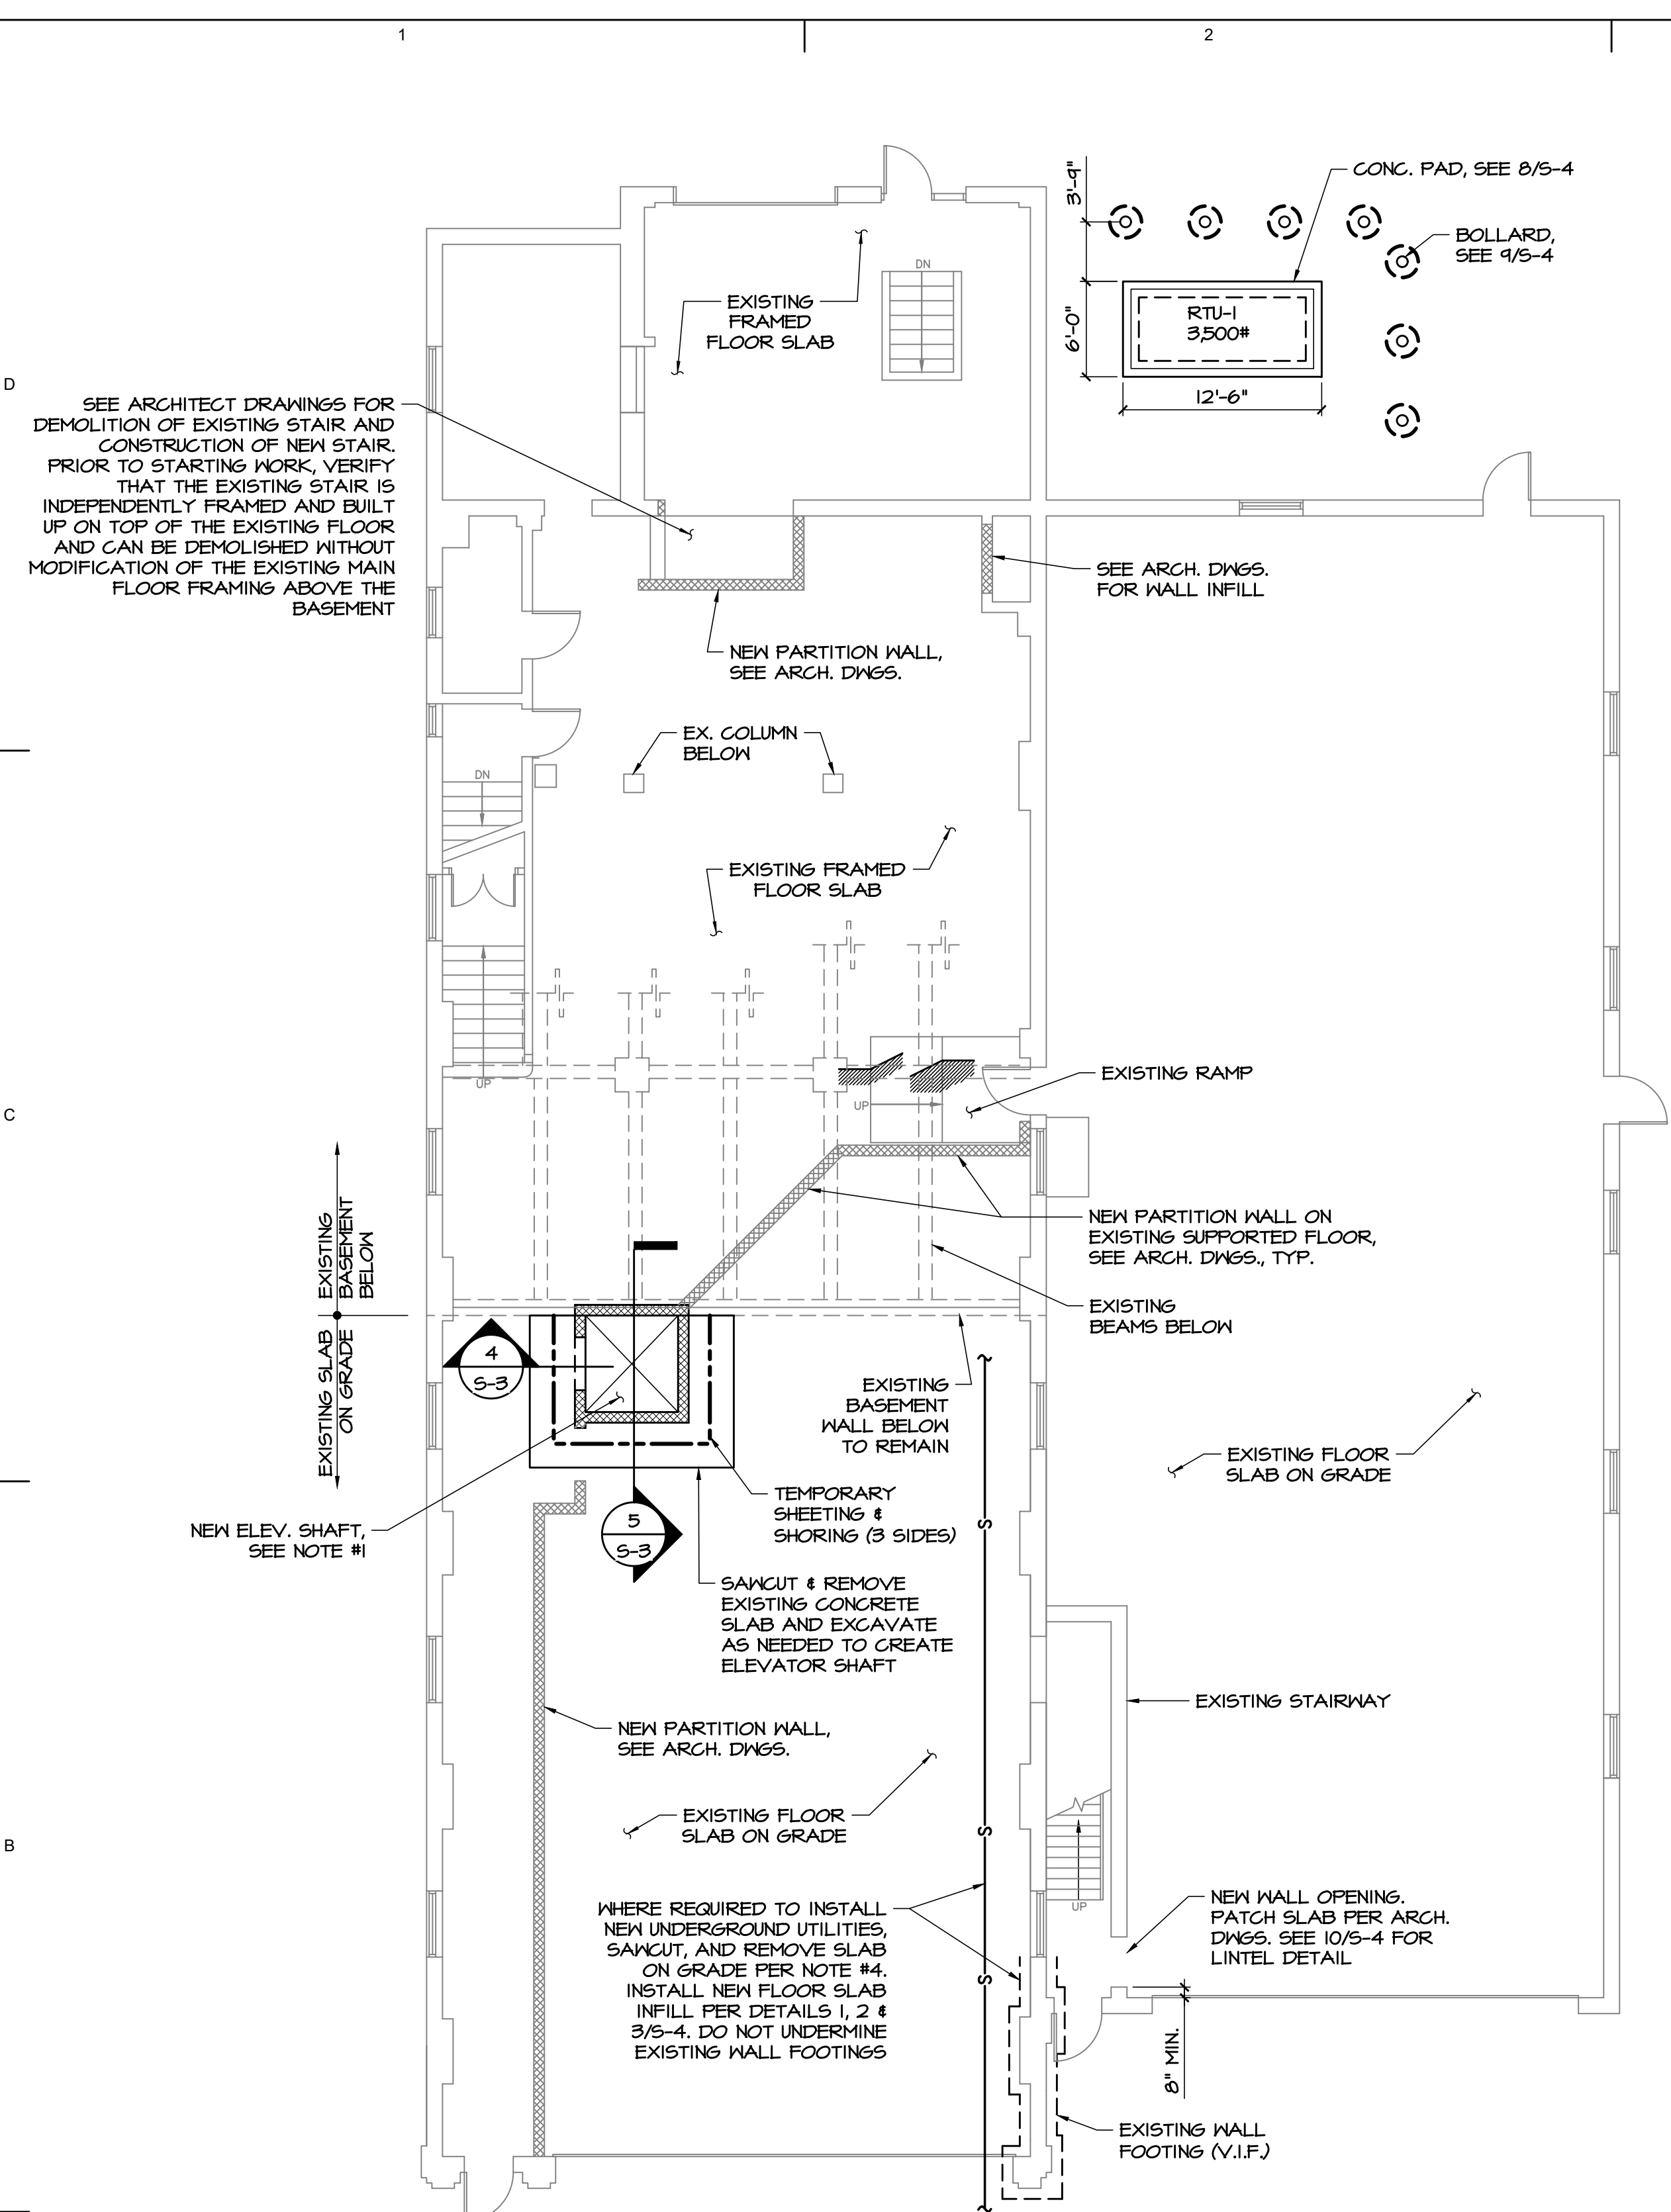 1
2
3'-9"
CONC. PAD, SEE 8/S-4
BOLLARD,
SEE 9/S-4
DN
EXISTING
FRAMED
FLOOR SLAB
RTU-1
3,500#
6'-0"
12'-6"
D
SEE ARCHITECT DRAWINGS FOR
DEMOLITION OF EXISTING STAIR AND
CONSTRUCTION OF NEW STAIR.
PRIOR TO STARTING WORK, VERIFY
THAT THE EXISTING STAIR IS
INDEPENDENTLY FRAMED AND BUILT
UP ON TOP OF THE EXISTING FLOOR
AND CAN BE DEMOLISHED WITHOUT
MODIFICATION OF THE EXISTING MAIN
FLOOR FRAMING ABOVE THE
BASEMENT
SEE ARCH. DWGS.
FOR WALL INFILL
NEW PARTITION WALL,
SEE ARCH. DWGS.
EX. COLUMN
BELOW
DN
EXISTING FRAMED
FLOOR SLAB
UP
EXISTING RAMP
UP
C
EXISTING
BASEMENT
BELOW
NEW PARTITION WALL ON
EXISTING SUPPORTED FLOOR,
SEE ARCH. DWGS., TYP.
EXISTING
BEAMS BELOW
EXISTING SLAB
ON GRADE
4
S-3
EXISTING
BASEMENT
WALL BELOW
TO REMAIN
EXISTING FLOOR
SLAB ON GRADE
TEMPORARY
SHEETING &
SHORING (3 SIDES)
NEW ELEV. SHAFT,
SEE NOTE #1
5
S-3
S
SAWCUT & REMOVE
EXISTING CONCRETE
SLAB AND EXCAVATE
AS NEEDED TO CREATE
ELEVATOR SHAFT
EXISTING STAIRWAY
NEW PARTITION WALL,
SEE ARCH. DWGS.
EXISTING FLOOR
SLAB ON GRADE
S
B
UP
WHERE REQUIRED TO INSTALL
NEW UNDERGROUND UTILITIES,
SAWCUT, AND REMOVE SLAB
ON GRADE PER NOTE #4.
INSTALL NEW FLOOR SLAB
INFILL PER DETAILS 1, 2 &
3/S-4. DO NOT UNDERMINE
EXISTING WALL FOOTINGS
S
NEW WALL OPENING.
PATCH SLAB PER ARCH.
DWGS. SEE 10/S-4 FOR
LINTEL DETAIL
8" MIN.
EXISTING WALL
FOOTING (V.I.F.)